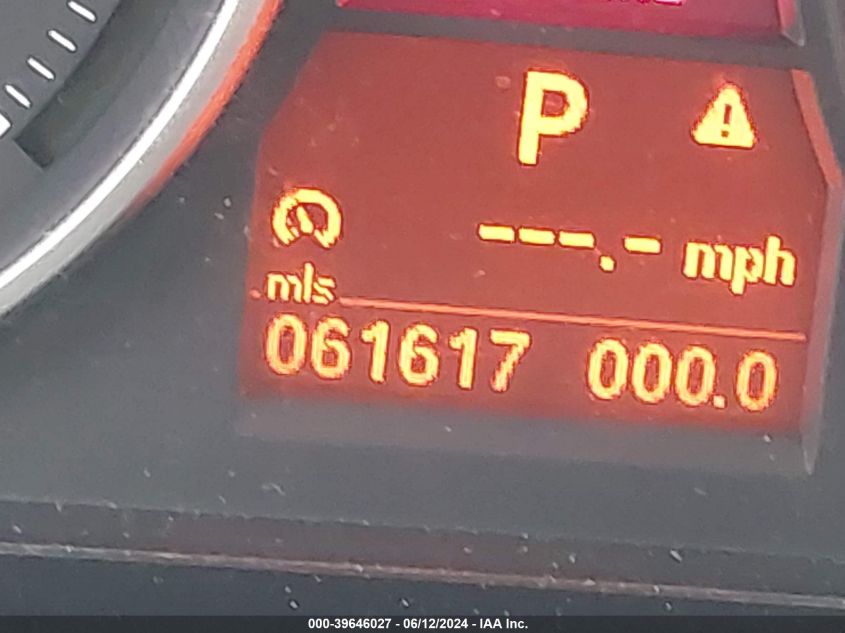 P
---.- mph
mls
061617 000.0
000-39646027 - 06/12/2024 - IAA Inc.